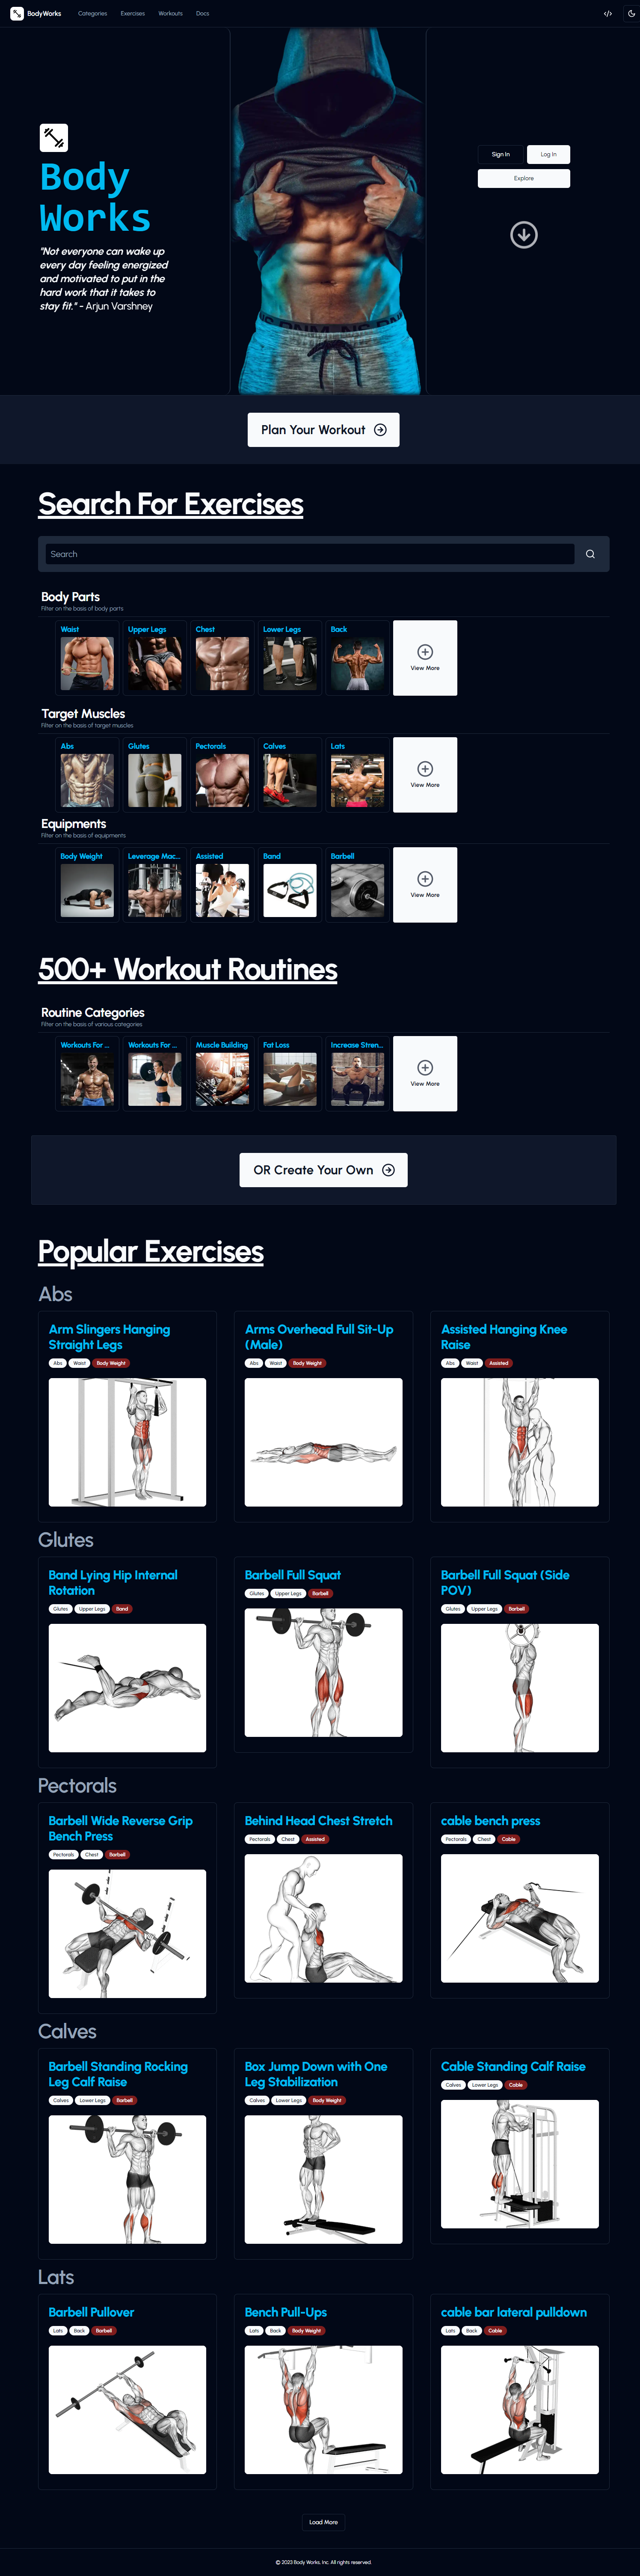 BodyWorks
Categories
Exercises
Workouts
Docs
Body
Works
"Not everyone can wake up
every day feeling energized
and motivated to put in the
hard work that it takes to
stay fit." - Arjun Varshney
Sign In
Log In
Explore
Plan Your Workout
Search For Exercises
Search
Body Parts
Filter on the basis of body parts
Waist
Upper Legs
Chest
Lower Legs
Back
View More
Target Muscles
Filter on the basis of target muscles
Abs
Glutes
Pectorals
Calves
Lats
View More
Equipments
Filter on the basis of equipments
Body Weight
Leverage Mac...
Assisted
Band
Barbell
View More
500+ Workout Routines
Routine Categories
Filter on the basis of various categories
Workouts For ...
Workouts For ...
Muscle Building
Fat Loss
Increase Stren...
View More
OR Create Your Own
Popular Exercises
Abs
Arm Slingers Hanging
Straight Legs
Abs
Waist
Body Weight
Arms Overhead Full Sit-Up
(Male)
Abs
Waist
Body Weight
Assisted Hanging Knee
Raise
Abs
Waist
Assisted
Glutes
Band Lying Hip Internal
Rotation
Glutes
Upper Legs
Band
Barbell Full Squat
Glutes
Upper Legs
Barbell
Barbell Full Squat (Side
POV)
Glutes
Upper Legs
Barbell
Pectorals
Barbell Wide Reverse Grip
Bench Press
Pectorals
Chest
Barbell
Behind Head Chest Stretch
Pectorals
Chest
Assisted
cable bench press
Pectorals
Chest
Cable
Calves
Barbell Standing Rocking
Leg Calf Raise
Calves
Lower Legs
Barbell
Box Jump Down with One
Leg Stabilization
Calves
Lower Legs
Body Weight
Cable Standing Calf Raise
Calves
Lower Legs
Cable
Lats
Barbell Pullover
Lats
Back
Barbell
Bench Pull-Ups
Lats
Back
Body Weight
cable bar lateral pulldown
Lats
Back
Cable
Load More
© 2023 Body Works, Inc. All rights reserved.